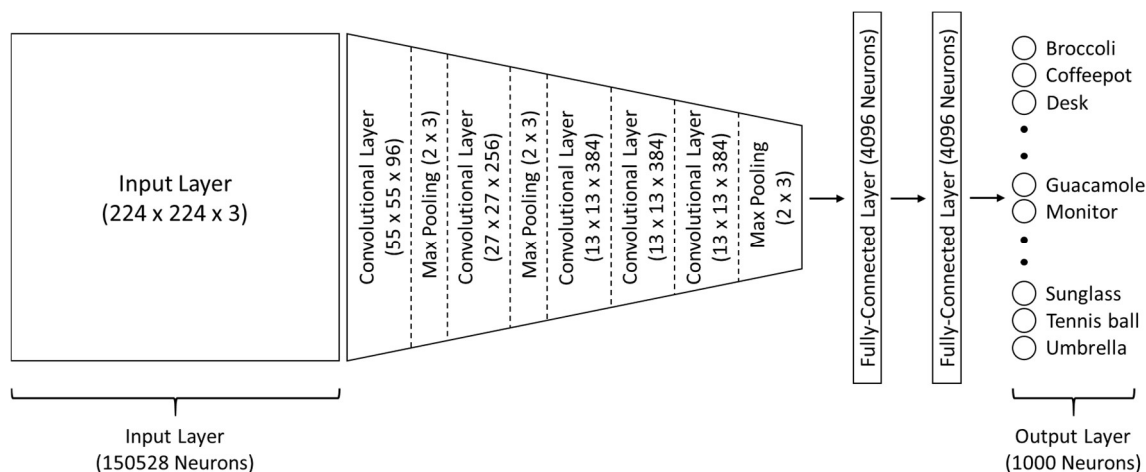 Input Layer
(224 x 224 x 3)
Convolutional Layer
(55 x 55 x 96)
Max Pooling (2 x 3)
Convolutional Layer
(27 x 27 x 256)
Max Pooling (2 x 3)
Convolutional Layer
(13 x 13 x 384)
Convolutional Layer
(13 x 13 x 384)
Convolutional Layer
(13 x 13 x 384)
Max Pooling
(2 x 3)
Fully-Connected Layer (4096 Neurons)
Fully-Connected Layer (4096 Neurons)
Broccoli
Coffeepot
Desk
Guacamole
Monitor
Sunglass
Tennis ball
Umbrella
Input Layer
(150528 Neurons)
Output Layer
(1000 Neurons)